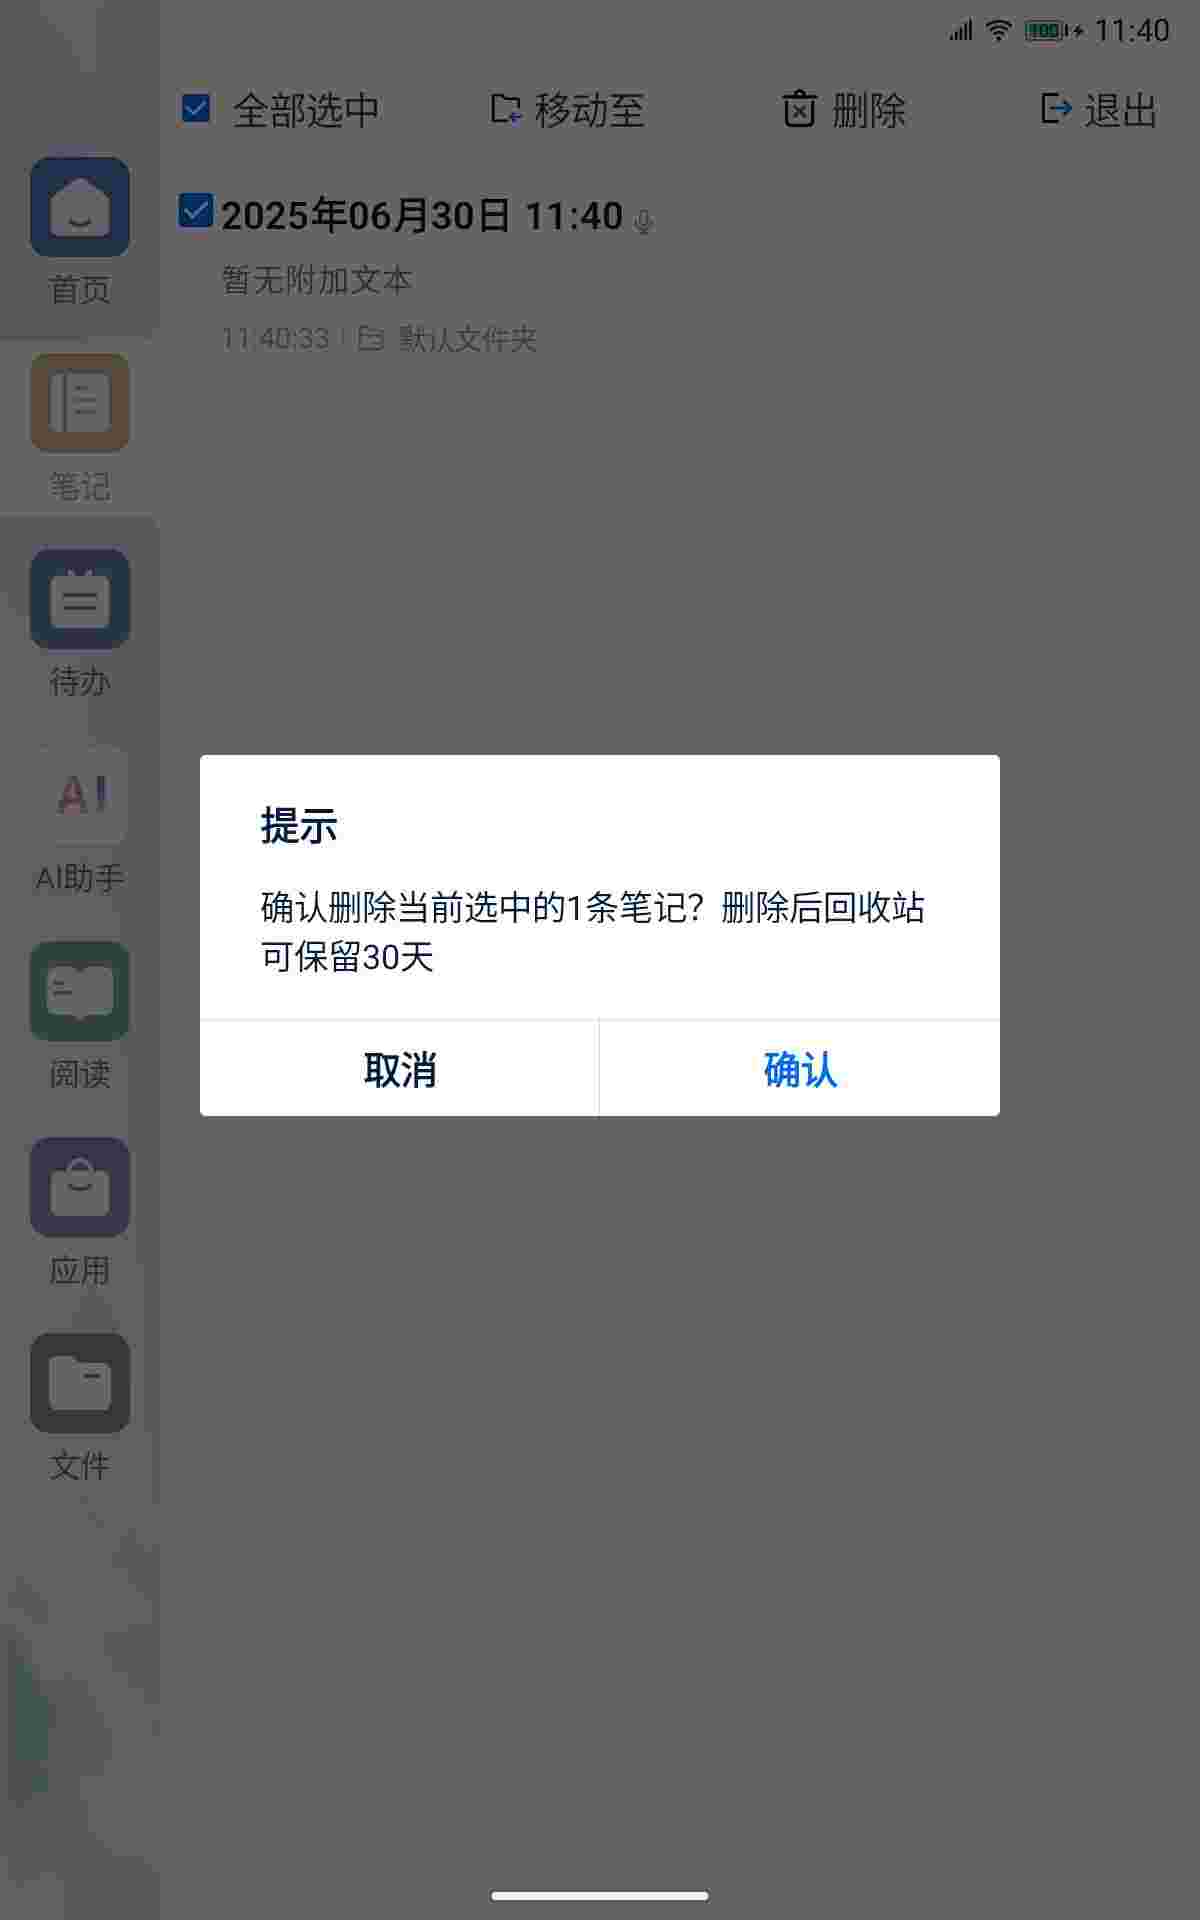 100 11:40
全部选中 移动至 删除 退出
2025年06月30日 11:40
暂无附加文本
11:40:33 | 默认文件夹
首页
笔记
待办
AI
AI助手
阅读
应用
文件
提示
确认删除当前选中的1条笔记？删除后回收站
可保留30天
取消 确认